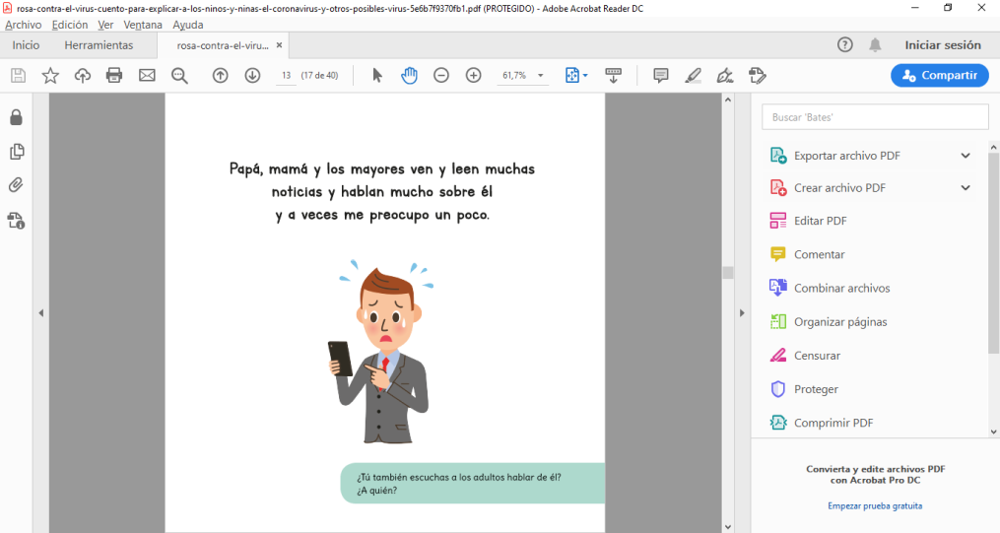 rosa-contra-el-virus-cuento-para-explicar-a-los-ninos-y-ninas-el-coronavirus-y-otros-posibles-virus-5e6b7f9370fb1.pdf (PROTEGIDO) - Adobe Acrobat Reader DC
Archivo Edición Ver Ventana Ayuda
Inicio Herramientas rosa-contra-el-viru... × Iniciar sesión
13 (17 de 40) 61,7% Compartir
Buscar 'Bates'
Exportar archivo PDF
Crear archivo PDF
Editar PDF
Comentar
Combinar archivos
Organizar páginas
Censurar
Proteger
Comprimir PDF
Convierta y edite archivos PDF
con Acrobat Pro DC
Empezar prueba gratuita
Papá, mamá y los mayores ven y leen muchas
noticias y hablan mucho sobre él
y a veces me preocupo un poco.
¿Tú también escuchas a los adultos hablar de él?
¿A quién?